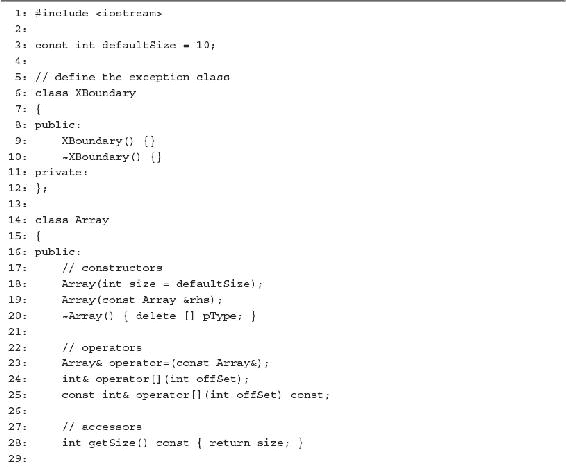 1: #include <iostream>
2:
3: const int defaultSize = 10;
4:
5: // define the exception class
6: class XBoundary
7: {
8: public:
9:     XBoundary() {}
10:     ~XBoundary() {}
11: private:
12: };
13:
14: class Array
15: {
16: public:
17:     // constructors
18:     Array(int size = defaultSize);
19:     Array(const Array &rhs);
20:     ~Array() { delete [] pType; }
21:
22:     // operators
23:     Array& operator=(const Array&);
24:     int& operator[](int offSet);
25:     const int& operator[](int offSet) const;
26:
27:     // accessors
28:     int getSize() const { return size; }
29: